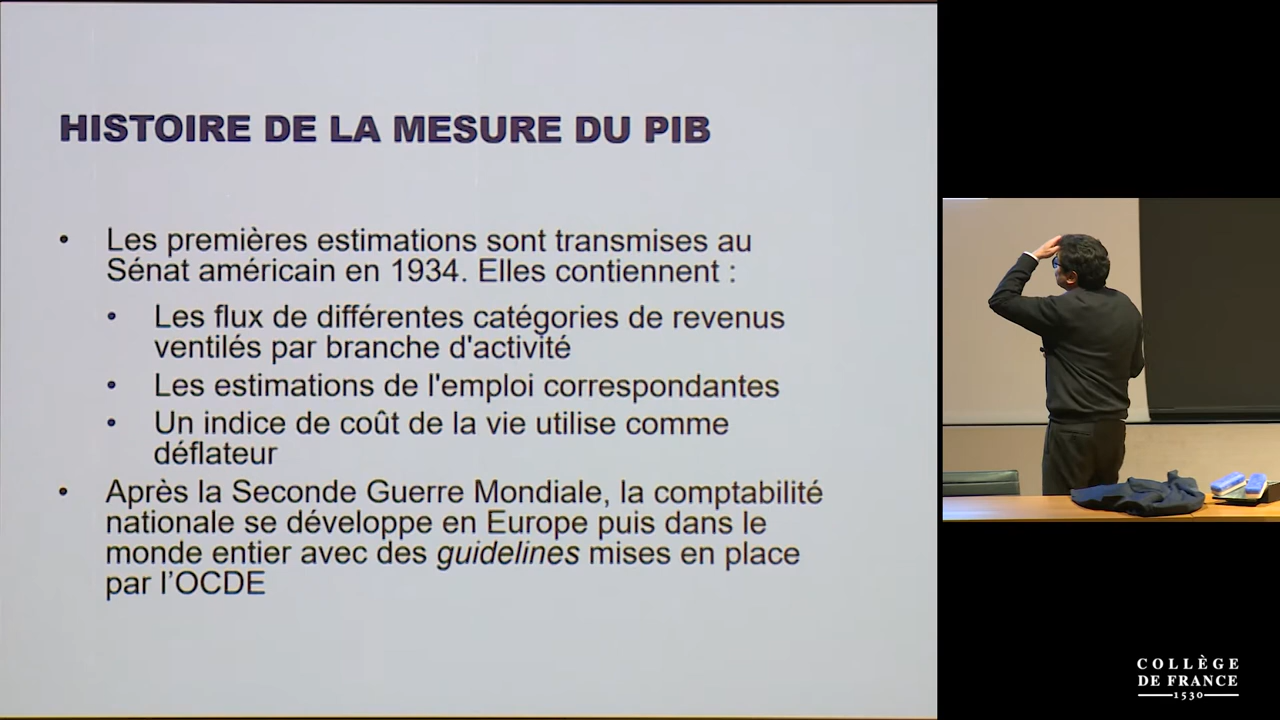 HISTOIRE DE LA MESURE DU PIB
• Les premières estimations sont transmises au
Sénat américain en 1934. Elles contiennent :
• Les flux de différentes catégories de revenus
ventilés par branche d'activité
• Les estimations de l'emploi correspondantes
• Un indice de coût de la vie utilise comme
déflateur
• Après la Seconde Guerre Mondiale, la comptabilité
nationale se développe en Europe puis dans le
monde entier avec des guidelines mises en place
par l’OCDE
COLLÈGE
DE FRANCE
1530